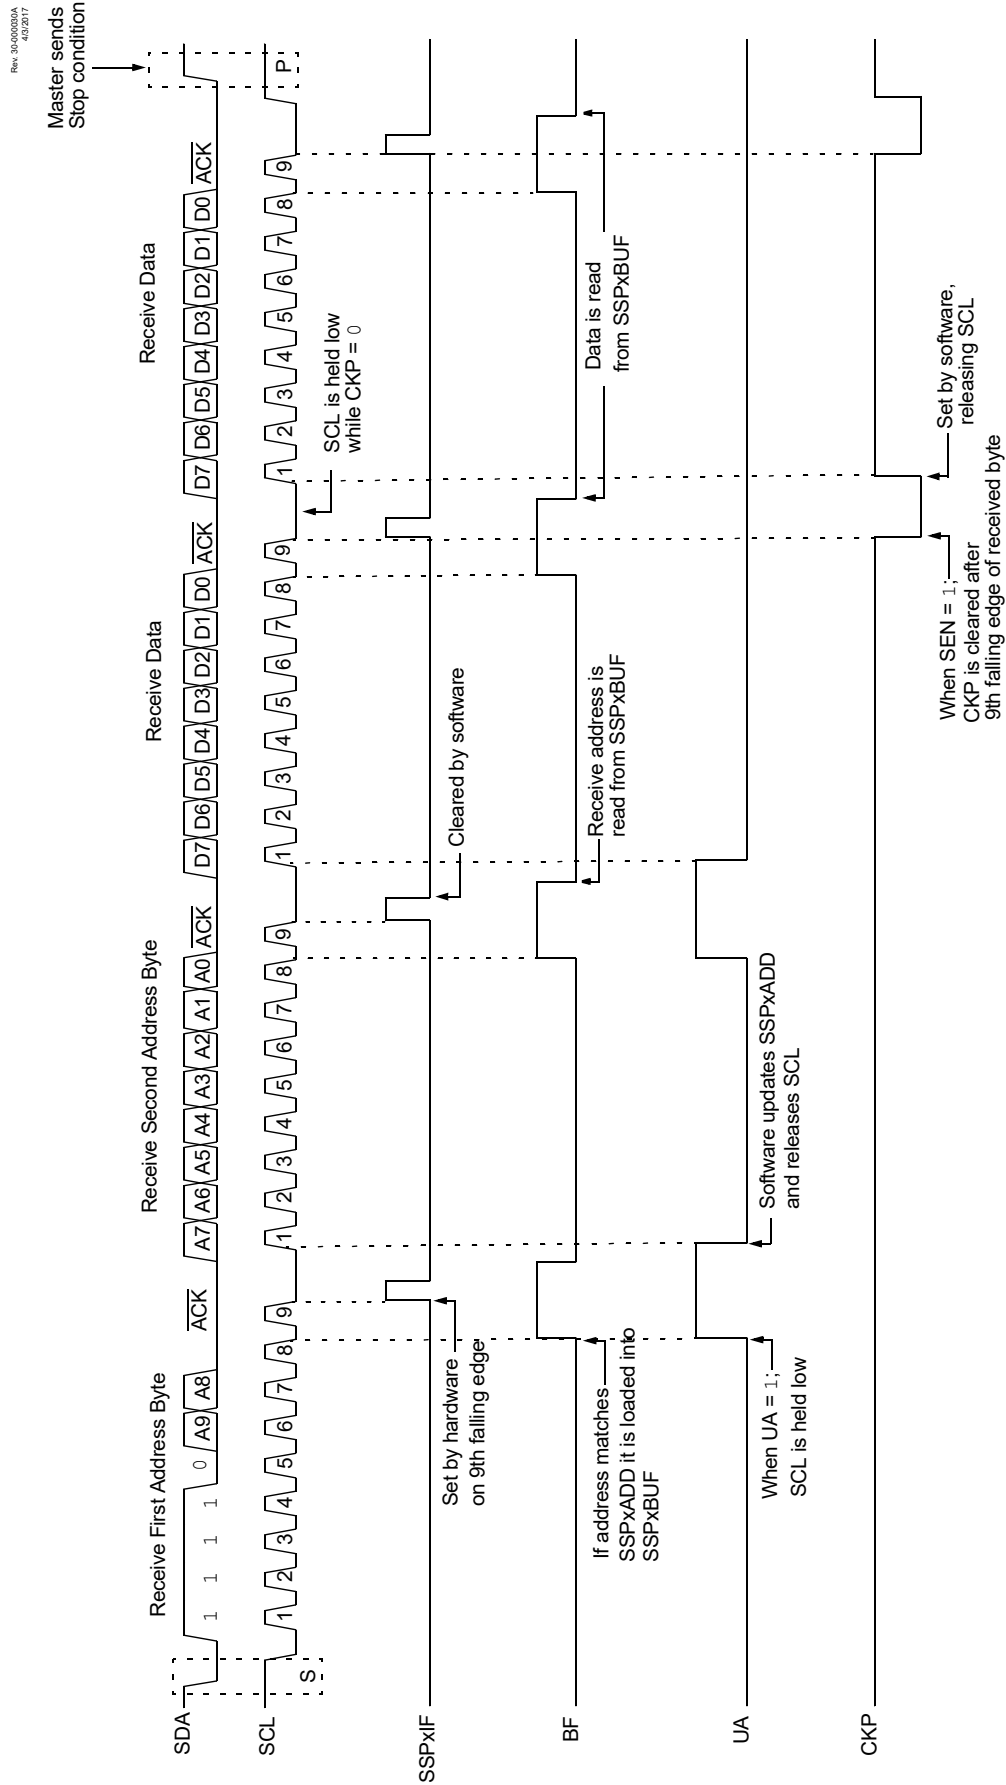 Rev. 30-000030A
4/3/2017
Master sends
Stop condition
Receive First Address Byte
Receive Second Address Byte
Receive Data
Receive Data
SDA
1 1 1 1 0 A9 A8 ACK
A7 A6 A5 A4 A3 A2 A1 A0 ACK
D7 D6 D5 D4 D3 D2 D1 D0 ACK
D7 D6 D5 D4 D3 D2 D1 D0 ACK
SCL
S
1 2 3 4 5 6 7 8 9
1 2 3 4 5 6 7 8 9
1 2 3 4 5 6 7 8 9
1 2 3 4 5 6 7 8 9
P
SCL is held low
while CKP = 0
SSPxIF
Set by hardware
on 9th falling edge
Cleared by software
BF
If address matches
SSPxADD it is loaded into
SSPxBUF
Receive address is
read from SSPxBUF
Data is read
from SSPxBUF
UA
When UA = 1;
SCL is held low
Software updates SSPxADD
and releases SCL
CKP
When SEN = 1;
CKP is cleared after
9th falling edge of received byte
Set by software,
releasing SCL